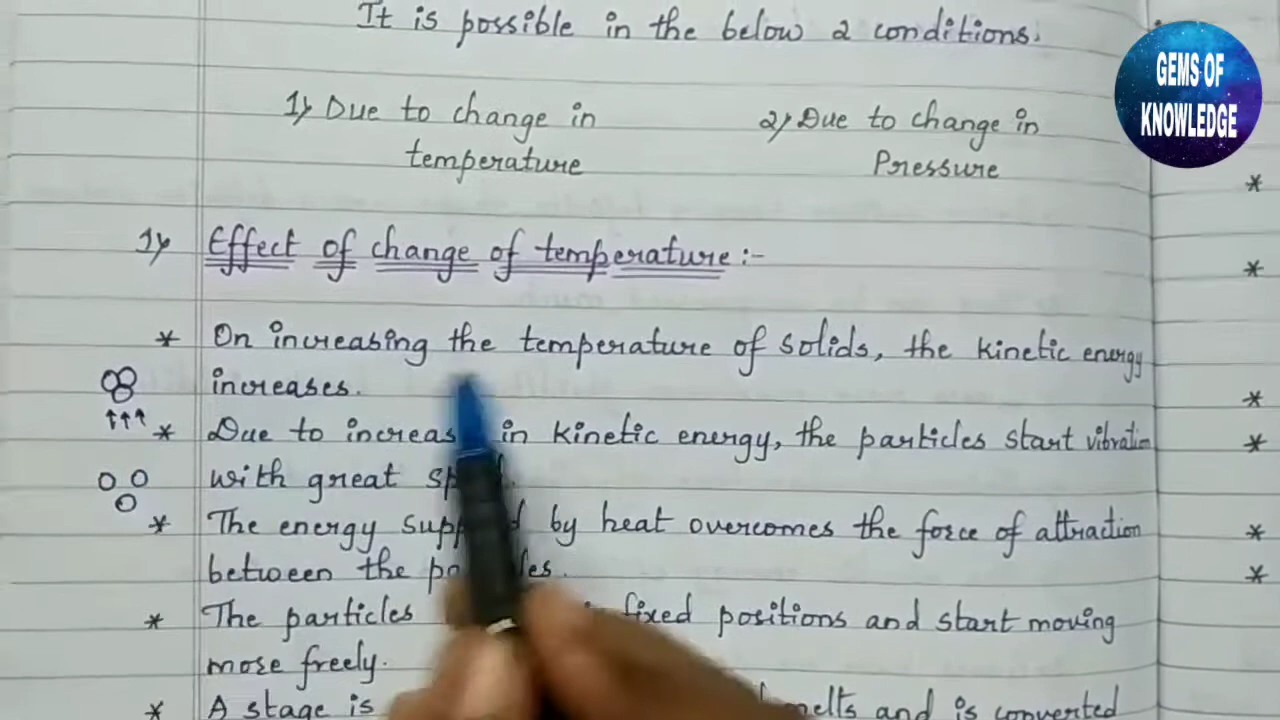 It is possible in the below 2 conditions.
1) Due to change in
temperature
2) Due to change in
Pressure
GEMS OF
KNOWLEDGE
1) Effect of change of temperature :-
* On increasing the temperature of solids, the kinetic energy
increases.
* Due to increas in kinetic energy, the particles start vibration
with great
* The energy by heat overcomes the force of attraction
between the
* The particles fixed positions and start moving
more freely.
* A stage is melts and is converted